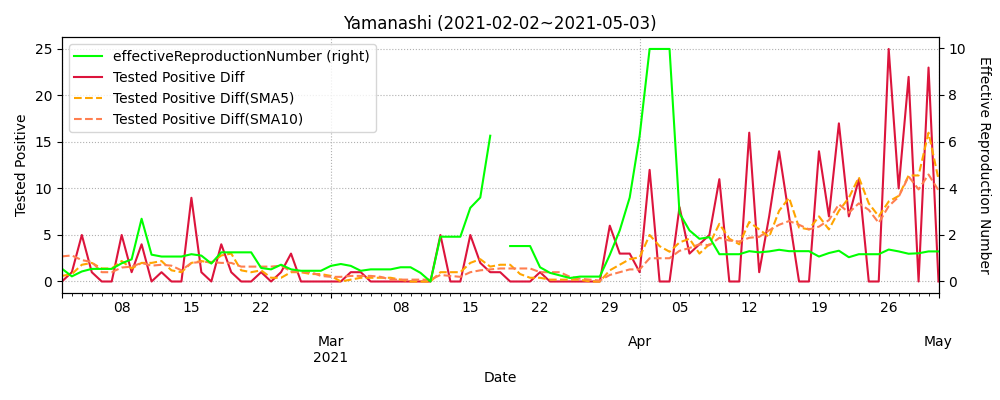 Yamanashi (2021-02-02~2021-05-03)
effectiveReproductionNumber (right)
Tested Positive Diff
Tested Positive Diff(SMA5)
Tested Positive Diff(SMA10)
Tested Positive
25
20
15
10
5
0
Effective Reproduction Number
10
8
6
4
2
0
08 15 22 08 15 22 29 05 12 19 26
Mar Apr May
2021
Date